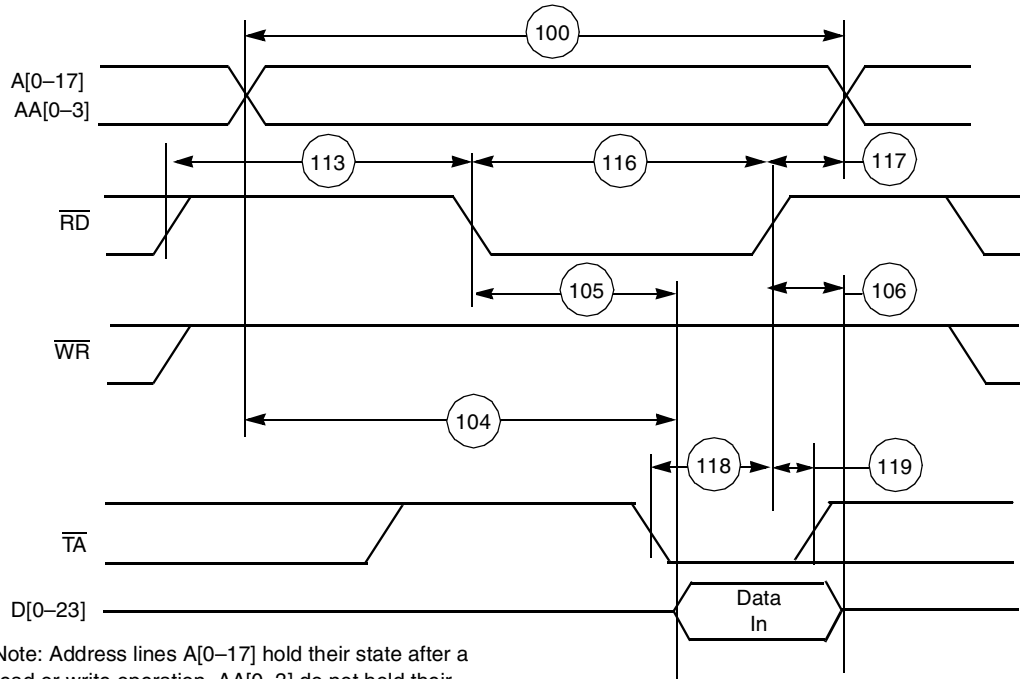 100
A[0–17]
AA[0–3]
113
116
117
RD
105
106
WR
104
118
119
TA
D[0–23]
Data
In
Note: Address lines A[0–17] hold their state after a
read or write operation. AA[0–3] do not hold their